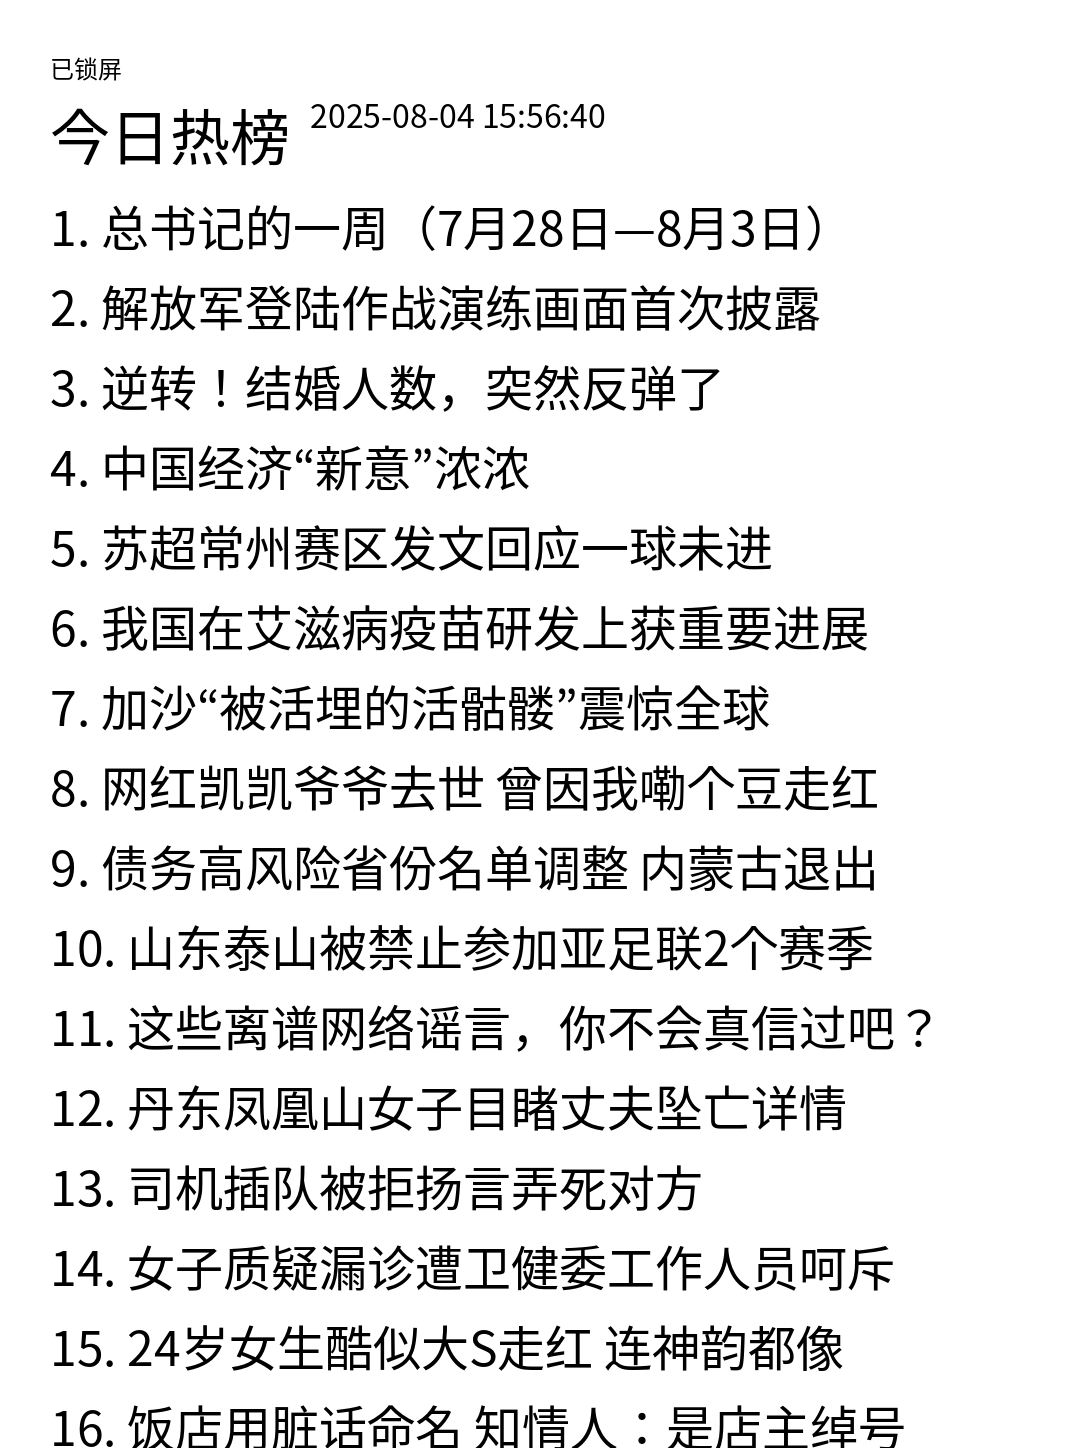 已锁屏
今日热榜 2025-08-04 15:56:40
1. 总书记的一周（7月28日—8月3日）
2. 解放军登陆作战演练画面首次披露
3. 逆转！结婚人数，突然反弹了
4. 中国经济“新意”浓浓
5. 苏超常州赛区发文回应一球未进
6. 我国在艾滋病疫苗研发上获重要进展
7. 加沙“被活埋的活骷髅”震惊全球
8. 网红凯凯爷爷去世 曾因我嘞个豆走红
9. 债务高风险省份名单调整 内蒙古退出
10. 山东泰山被禁止参加亚足联2个赛季
11. 这些离谱网络谣言，你不会真信过吧？
12. 丹东凤凰山女子目睹丈夫坠亡详情
13. 司机插队被拒扬言弄死对方
14. 女子质疑漏诊遭卫健委工作人员呵斥
15. 24岁女生酷似大S走红 连神韵都像
16. 饭店用脏话命名 知情人：是店主绰号